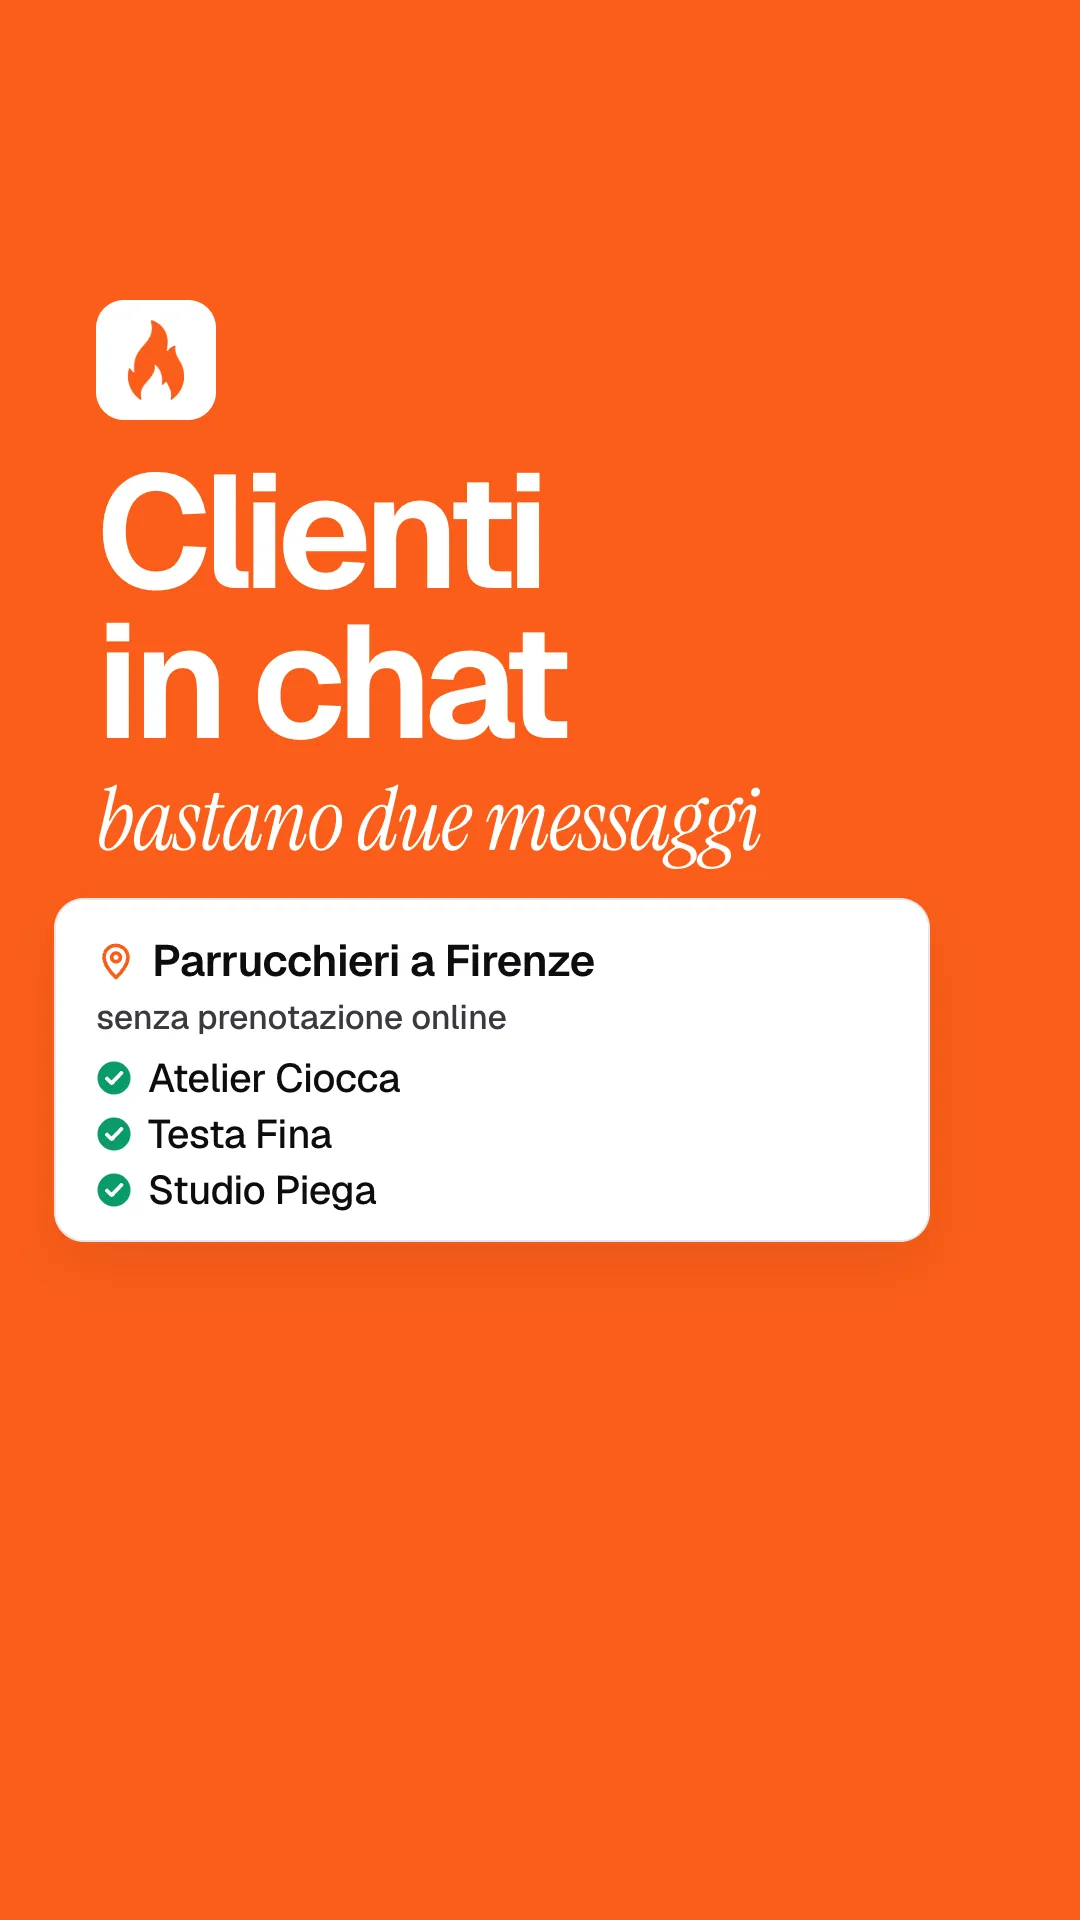 Clienti
in chat
bastano due messaggi
Parrucchieri a Firenze
senza prenotazione online
Atelier Ciocca
Testa Fina
Studio Piega